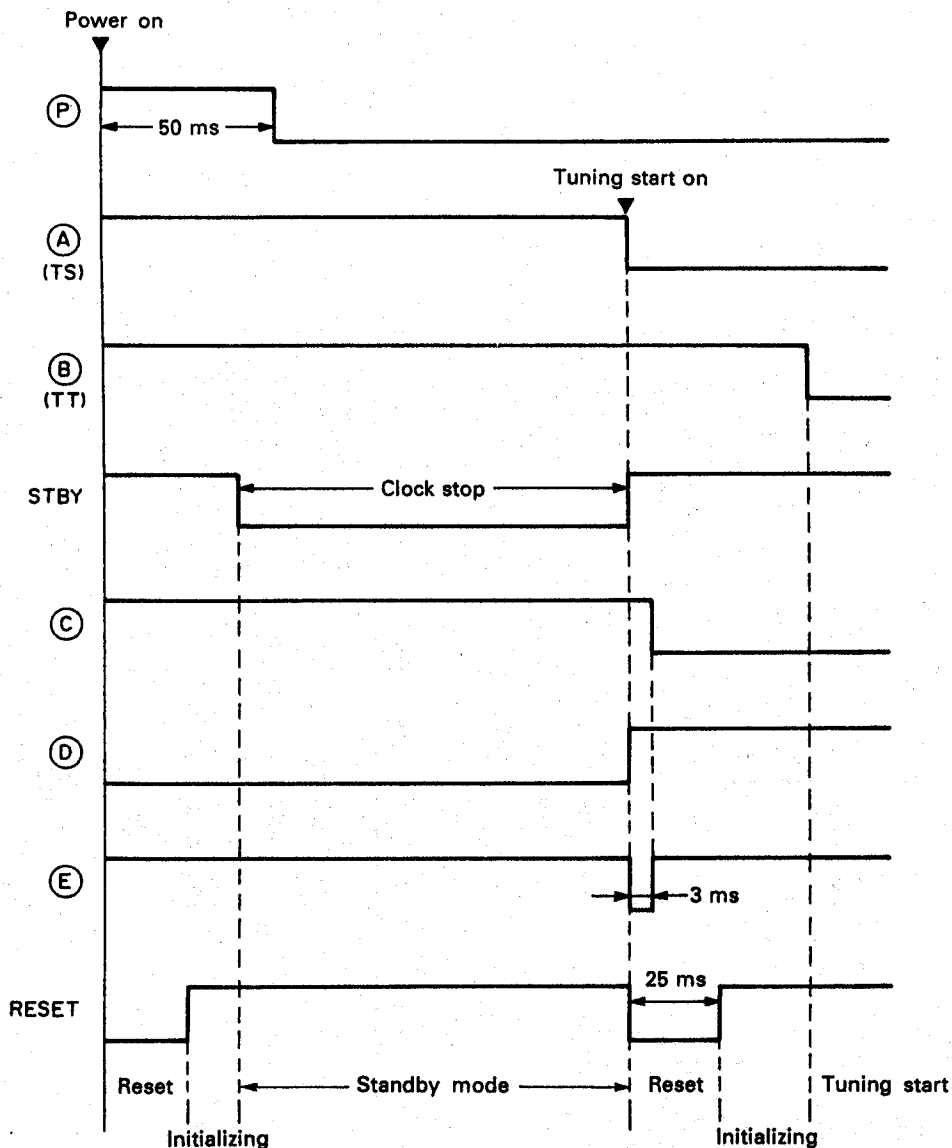 Power on
P
50 ms
Tuning start on
A
(TS)
B
(TT)
STBY
Clock stop
C
D
E
3 ms
RESET
25 ms
Reset
Standby mode
Reset
Tuning start
Initializing
Initializing